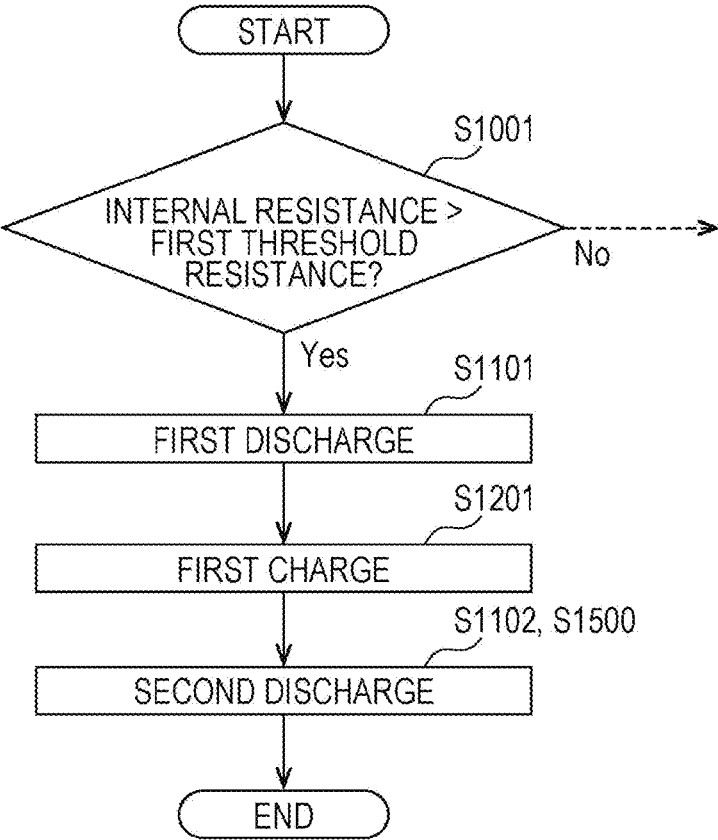 START
S1001
INTERNAL RESISTANCE >
FIRST THRESHOLD
RESISTANCE?
No
Yes
S1101
FIRST DISCHARGE
S1201
FIRST CHARGE
S1102, S1500
SECOND DISCHARGE
END